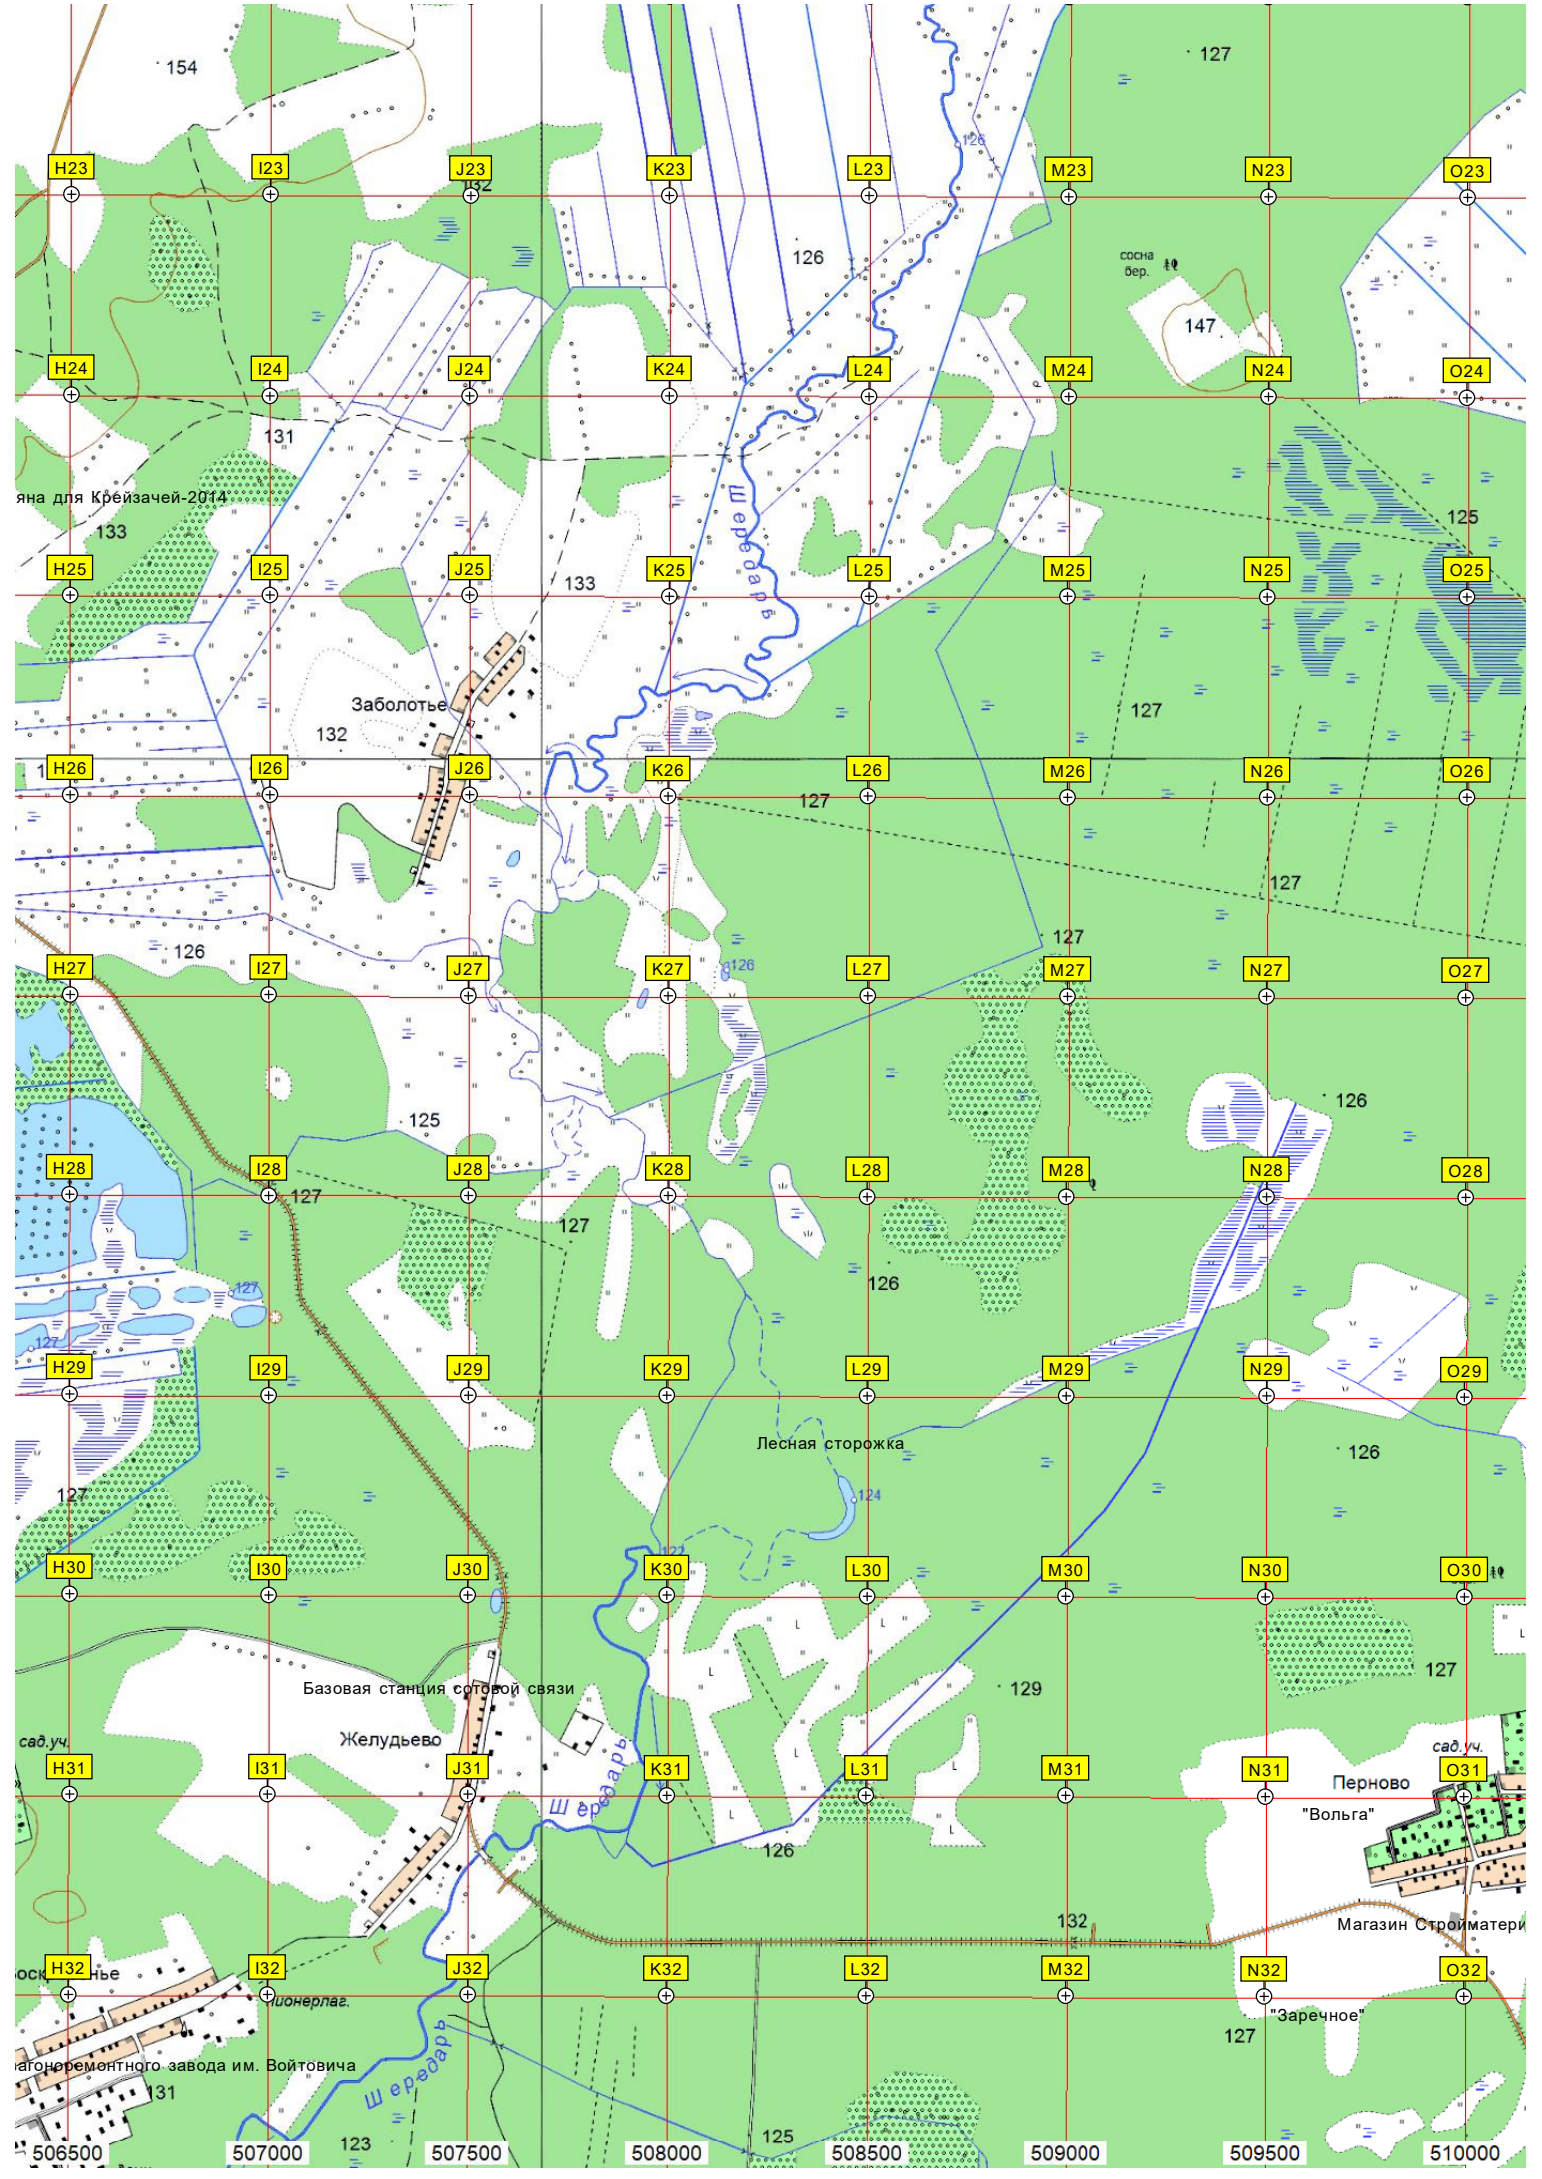 154
127
126
H23
I23
J23
K23
L23
M23
N23
O23
132
126
сосна
бер.
147
H24
I24
J24
K24
L24
M24
N24
O24
131
яна для Крейзачей-2014
133
125
Шередарь
H25
I25
J25
K25
L25
M25
N25
O25
133
Заболотье
132
127
H26
I26
J26
K26
L26
M26
N26
O26
127
127
127
126
126
H27
I27
J27
K27
L27
M27
N27
O27
126
125
H28
I28
J28
K28
L28
M28
N28
O28
127
127
126
127
127
H29
I29
J29
K29
L29
M29
N29
O29
Лесная сторожка
126
127
124
122
H30
I30
J30
K30
L30
M30
N30
O30
127
129
Базовая станция сотовой связи
Желудьево
сад.уч.
сад.уч.
H31
I31
J31
K31
L31
M31
N31
O31
Перново
Шередарь
"Вольга"
126
132
Магазин Стройматери
H32
I32
J32
K32
L32
M32
N32
O32
пионерлаг.
"Заречное"
127
Шередарь
вагоноремонтного завода им. Войтовича
131
125
123
506500
507000
507500
508000
508500
509000
509500
510000